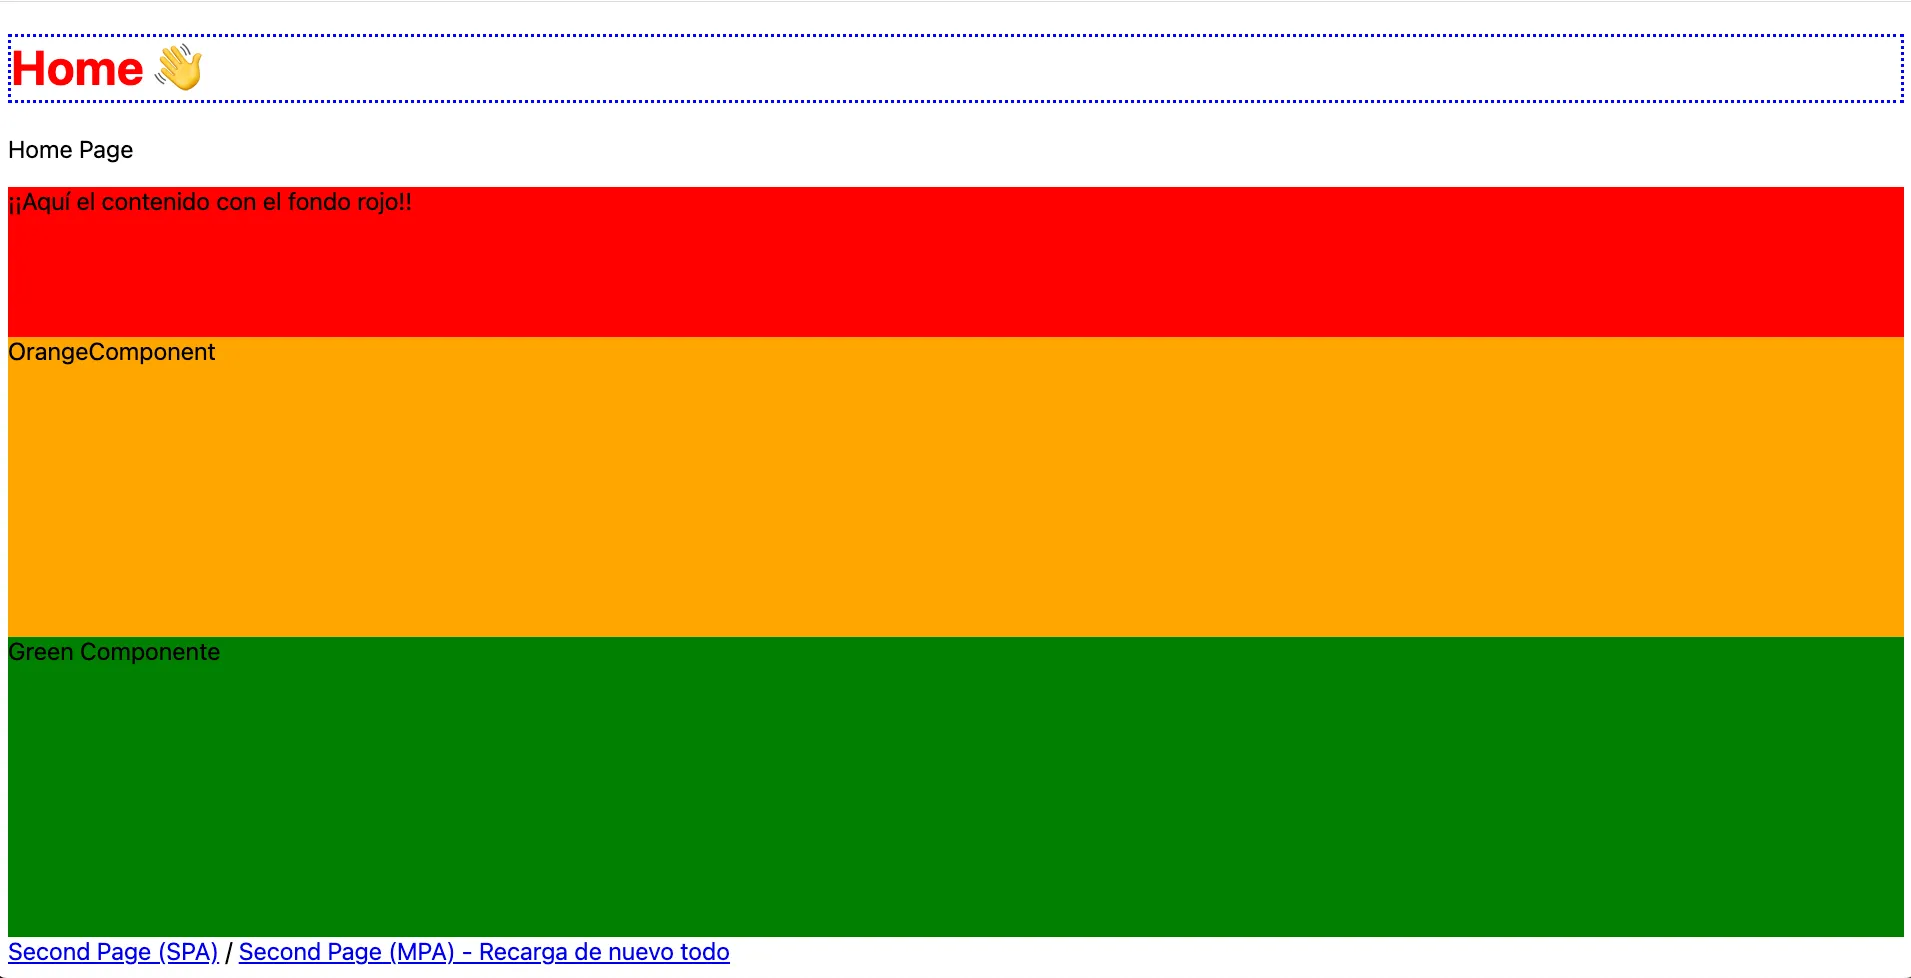 Home 👋
Home Page
¡¡Aquí el contenido con el fondo rojo!!
OrangeComponent
Green Componente
Second Page (SPA) / Second Page (MPA) - Recarga de nuevo todo